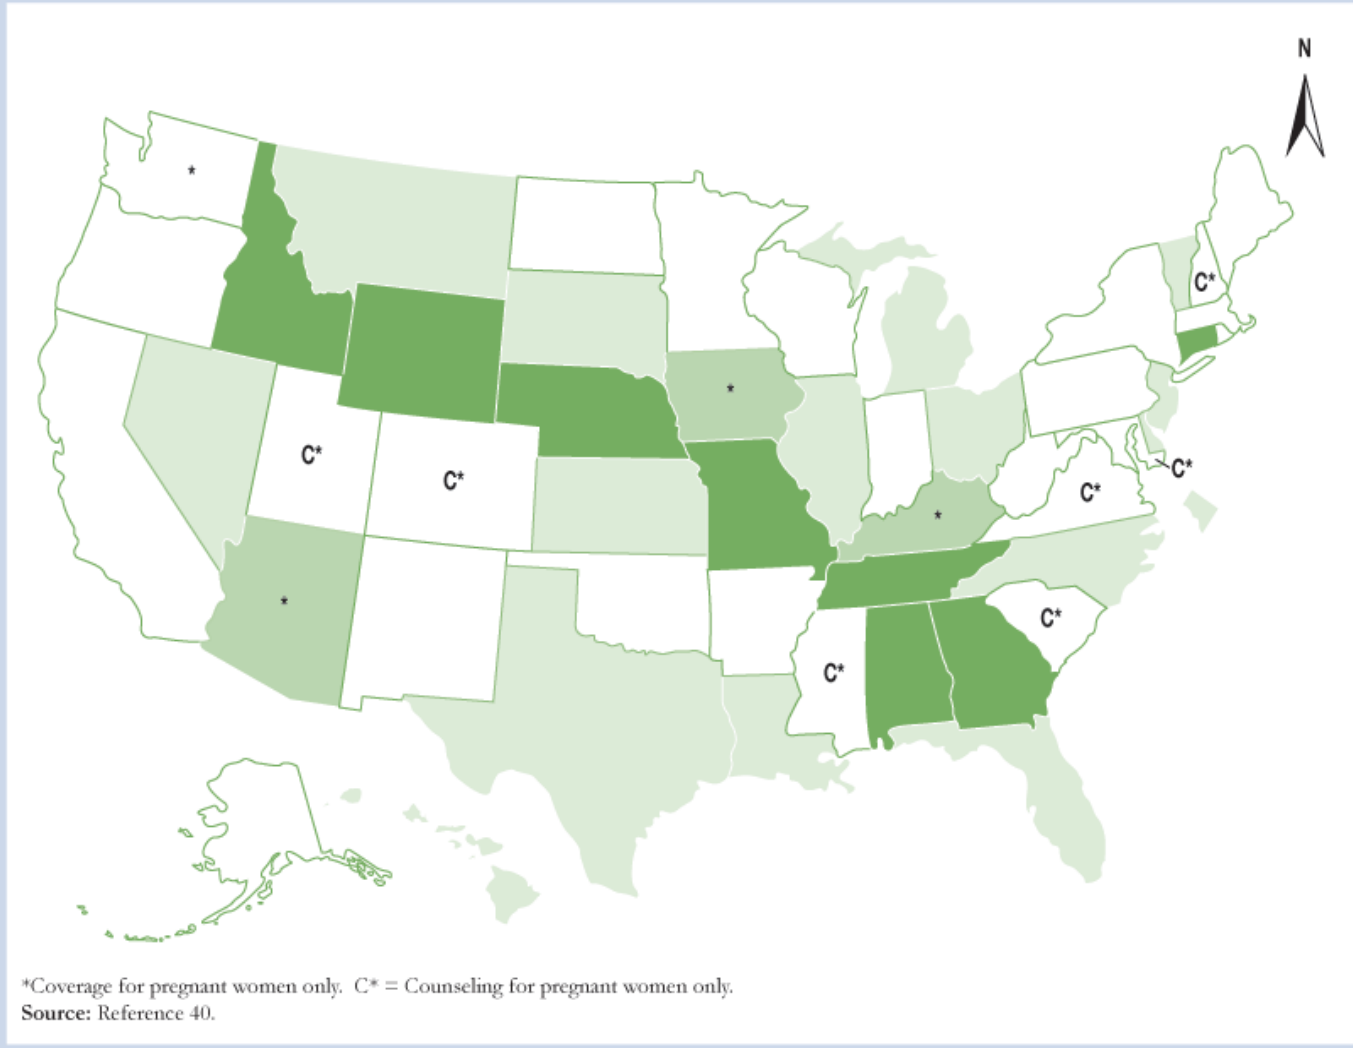 N
*
C*
*
C*
C*
C*
C*
*
*
C*
C*
*Coverage for pregnant women only.  C* = Counseling for pregnant women only.
Source: Reference 40.